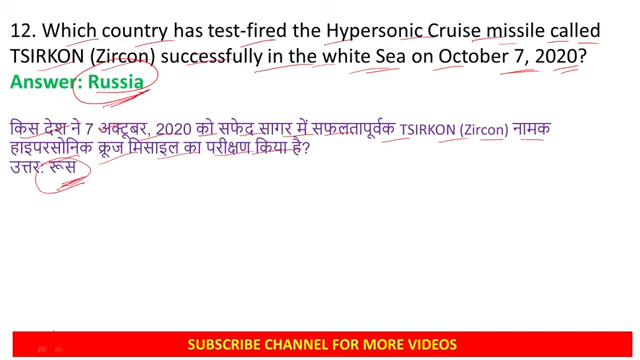 12. Which country has test-fired the Hypersonic Cruise missile called
TSIRKON (Zircon) successfully in the white Sea on October 7, 2020?
Answer: Russia
किस देश ने 7 अक्टूबर, 2020 को सफेद सागर में सफलतापूर्वक TSIRKON (Zircon) नामक
हाइपरसोनिक क्रूज मिसाइल का परीक्षण किया है?
उत्तर: रूस
SUBSCRIBE CHANNEL FOR MORE VIDEOS